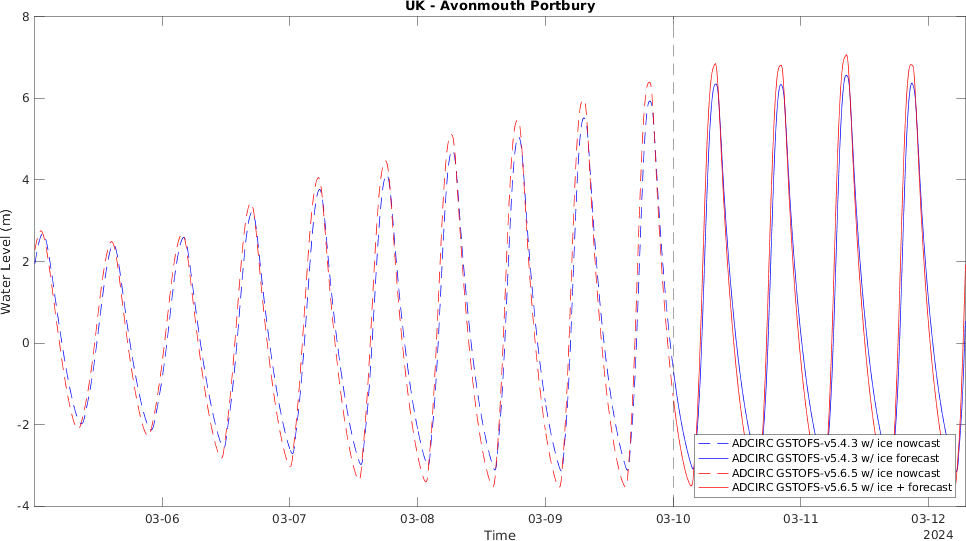 UK - Avonmouth Portbury
8
6
4
2
0
-2
-4
Water Level (m)
03-06
03-07
03-08
03-09
03-10
03-11
03-12
Time
2024
ADCIRC GSTOFS-v5.4.3 w/ ice nowcast
ADCIRC GSTOFS-v5.4.3 w/ ice forecast
ADCIRC GSTOFS-v5.6.5 w/ ice nowcast
ADCIRC GSTOFS-v5.6.5 w/ ice + forecast